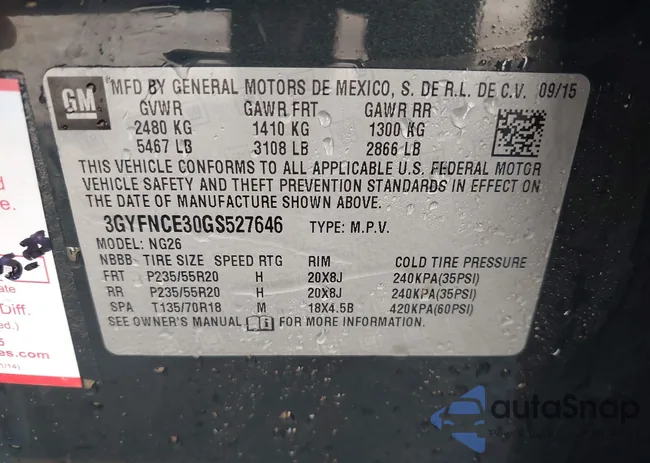 GM
MFD BY GENERAL MOTORS DE MEXICO, S. DE R.L. DE C.V. 09/15
GVWR GAWR FRT GAWR RR
2480 KG 1410 KG 1300 KG
5467 LB 3108 LB 2866 LB
THIS VEHICLE CONFORMS TO ALL APPLICABLE U.S. FEDERAL MOTOR
VEHICLE SAFETY AND THEFT PREVENTION STANDARDS IN EFFECT ON
THE DATE OF MANUFACTURE SHOWN ABOVE.
3GYFNCE30GS527646 TYPE: M.P.V.
MODEL: NG26
NBBB TIRE SIZE SPEED RTG RIM COLD TIRE PRESSURE
FRT P235/55R20 H 20X8J 240KPA(35PSI)
RR P235/55R20 H 20X8J 240KPA(35PSI)
SPA T135/70R18 M 18X4.5B 420KPA(60PSI)
SEE OWNER'S MANUAL FOR MORE INFORMATION.
Diff.
es.com
autoSnap